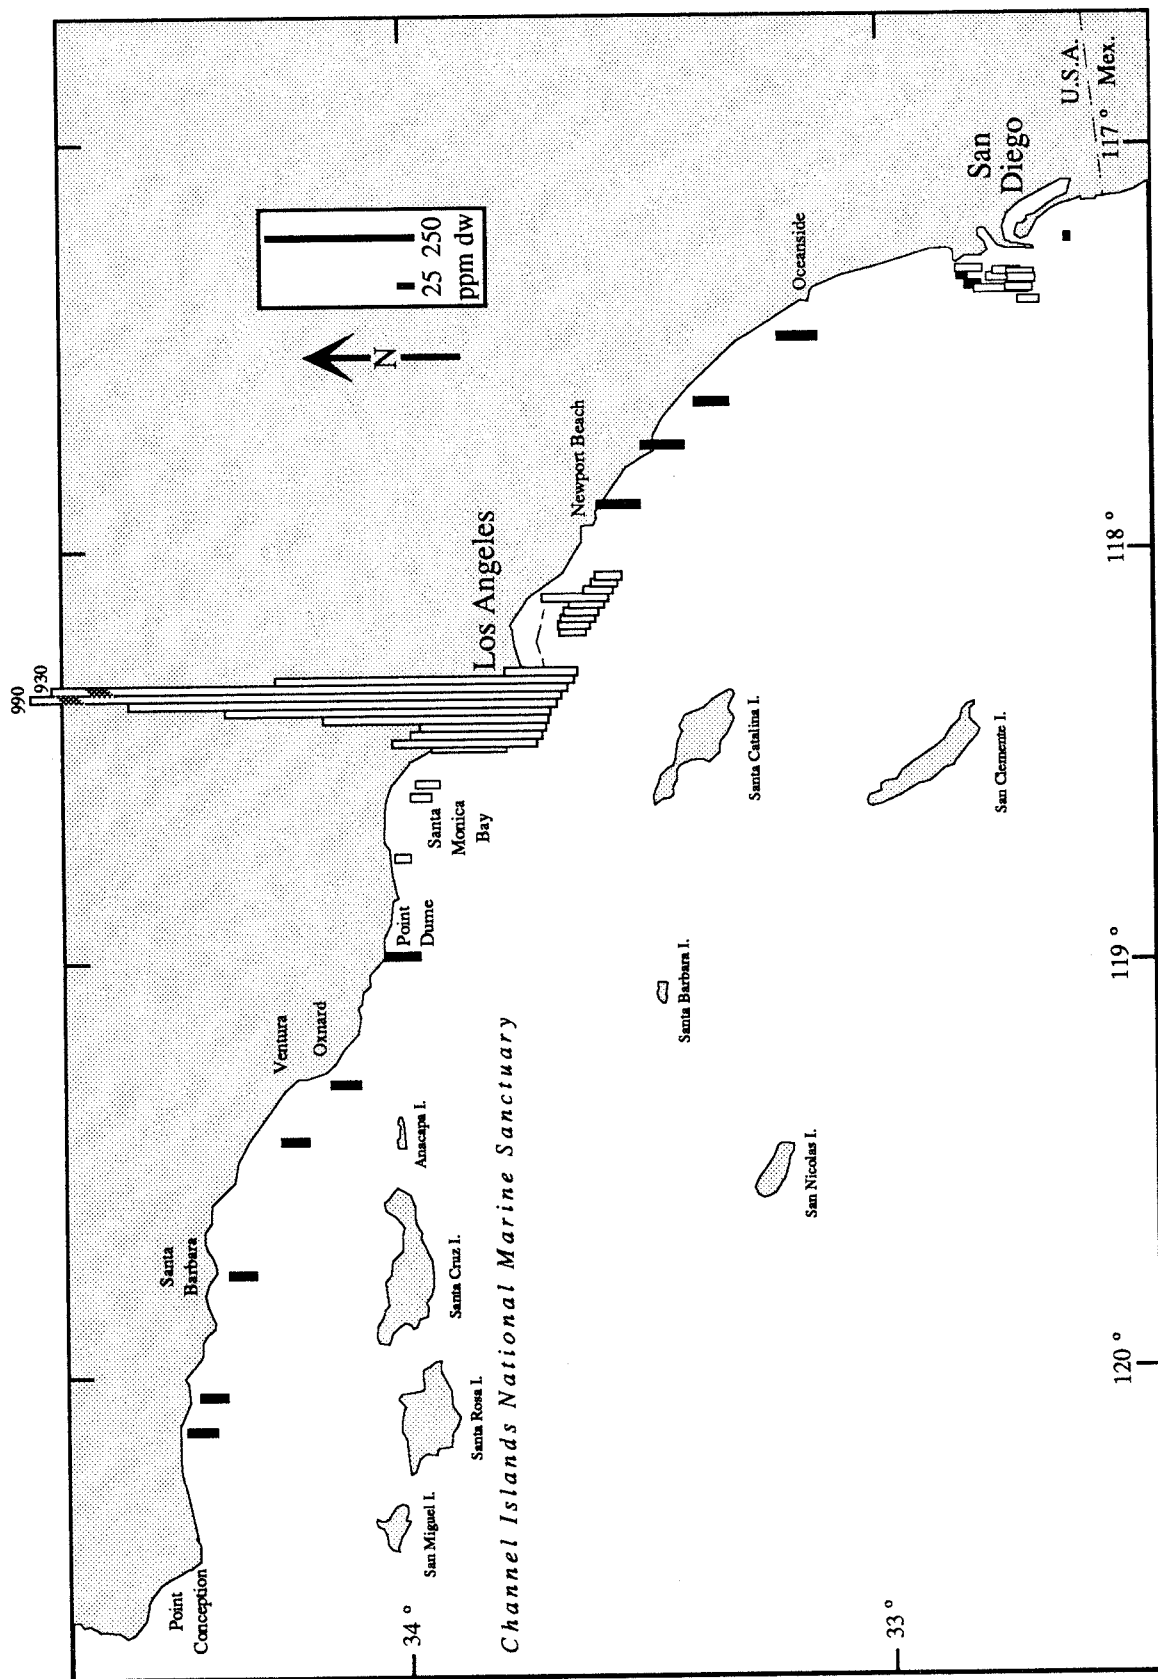 990
930
25 250
ppm dw
N
U.S.A.
Mex.
San
Diego
Oceanside
Newport Beach
Los Angeles
Santa
Monica
Bay
Point
Dume
Ventura
Oxnard
Santa
Barbara
Point
Conception
Anacapa I.
Santa Cruz I.
Santa Rosa I.
San Miguel I.
Channel Islands National Marine Sanctuary
Santa Catalina I.
San Clemente I.
Santa Barbara I.
San Nicolas I.
34 °
33 °
120 °
119 °
118 °
117 °